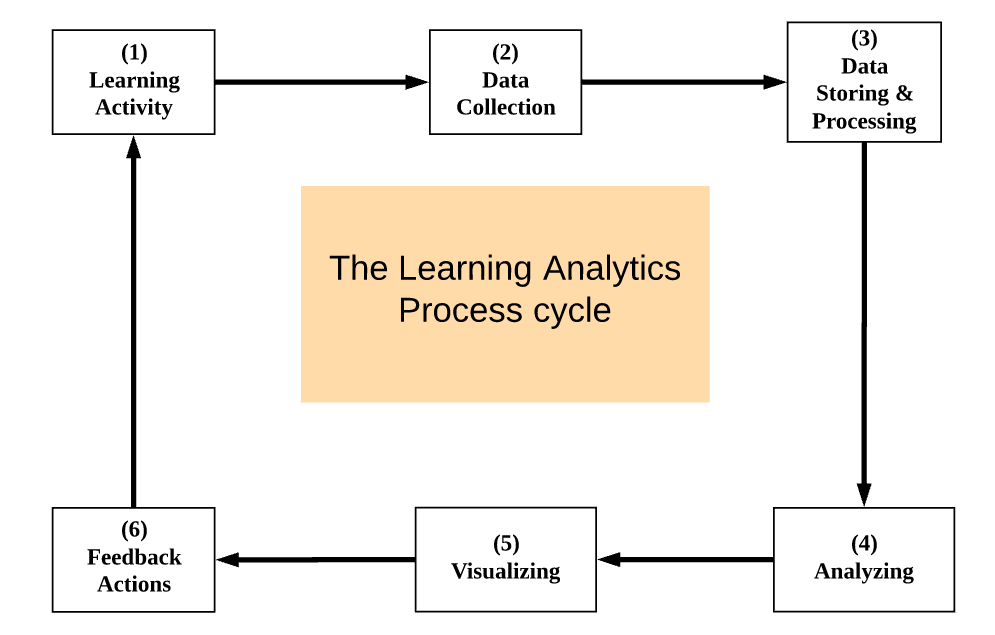 (1)
Learning
Activity
(2)
Data
Collection
(3)
Data
Storing &
Processing
The Learning Analytics
Process cycle
(6)
Feedback
Actions
(5)
Visualizing
(4)
Analyzing